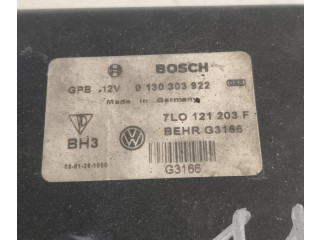 BOSCH
GPB 12V 0 130 303 922
Made in Germany
7L0 121 203 F
BEHR G3166
BH3
G3166